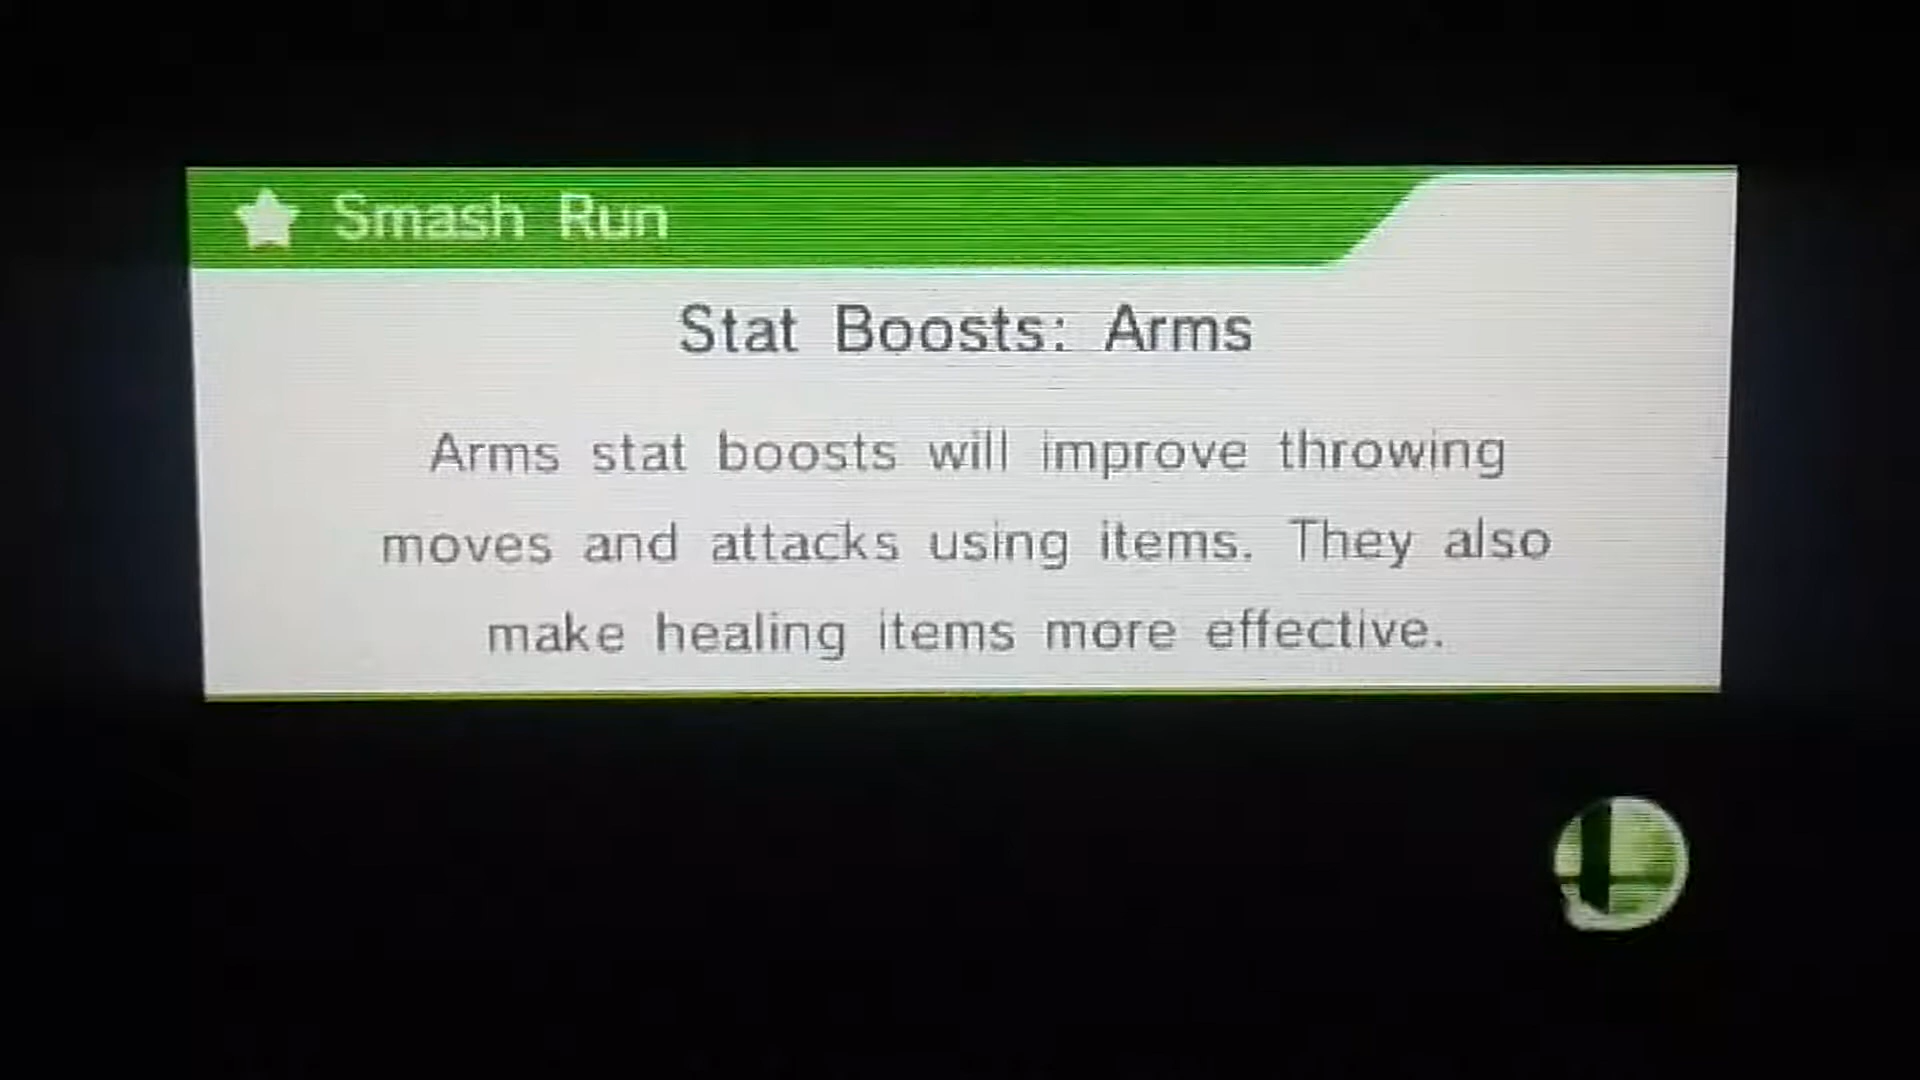 Smash Run
Stat Boosts: Arms
Arms stat boosts will improve throwing
moves and attacks using items. They also
make healing items more effective.